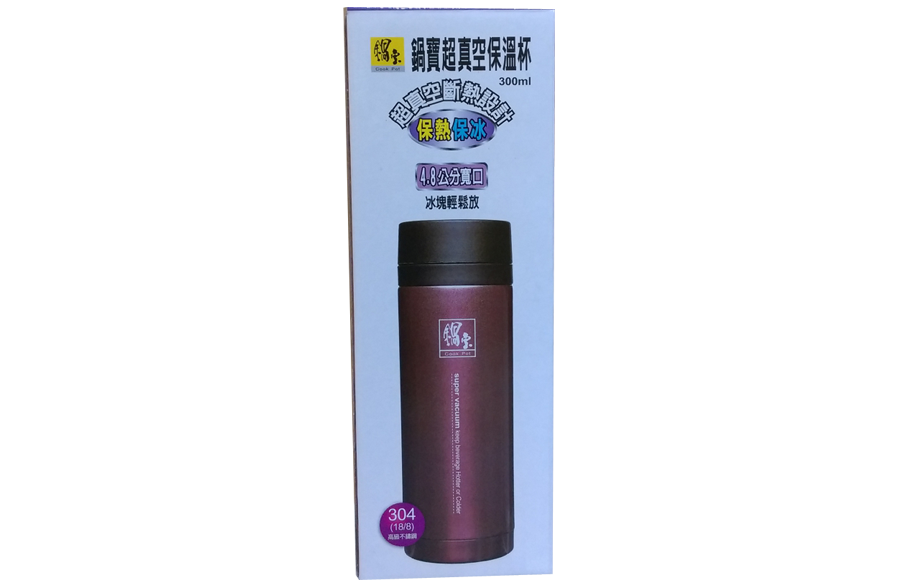 鍋寶
Cook Pot
鍋寶超真空保溫杯
300ml
超真空斷熱設計
保熱保冰
4.8公分寬口
冰塊輕鬆放
鍋寶
Cook Pot
super vacuum keep beverage Hotter or Colder
304
(18/8)
高級不鏽鋼